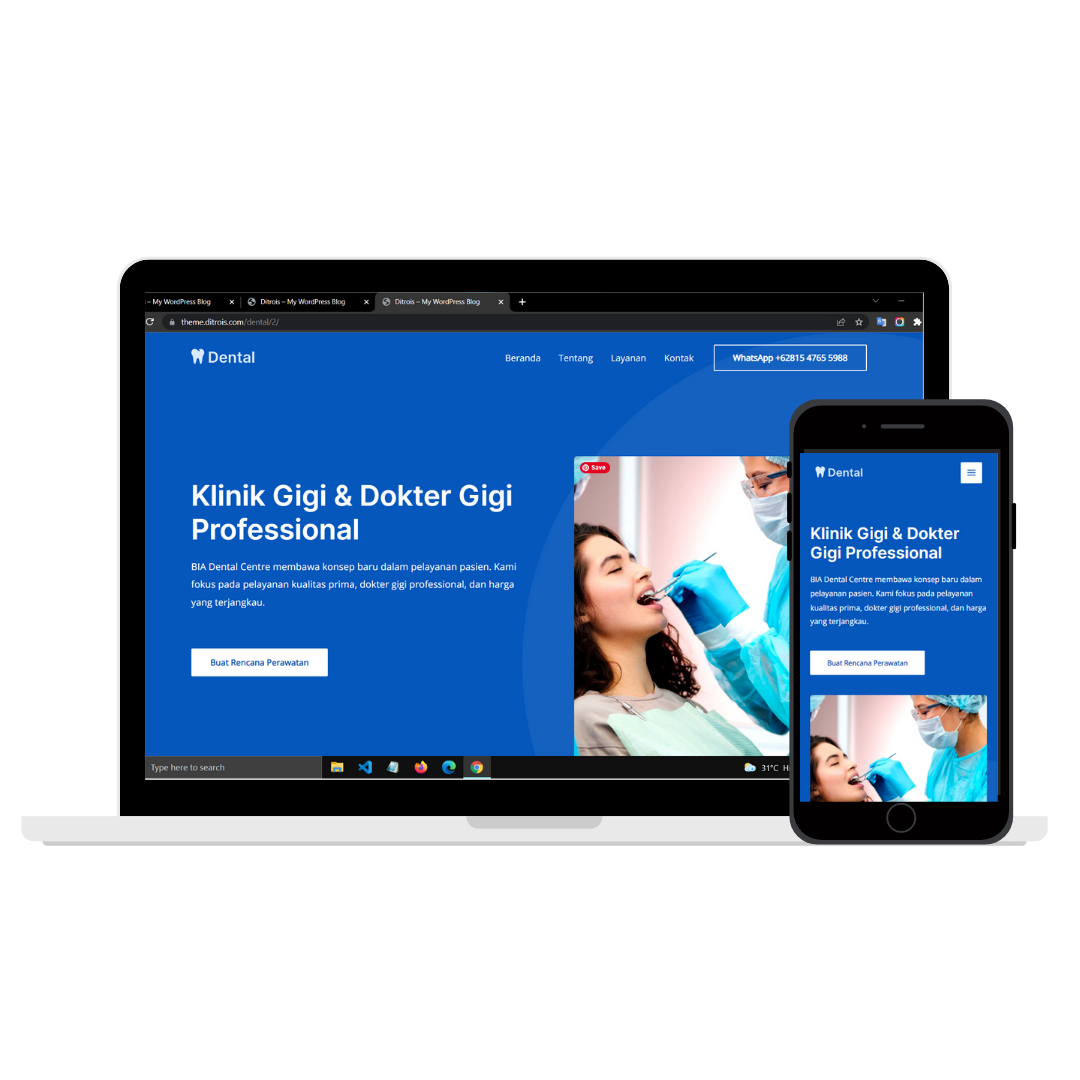 – My WordPress Blog
Ditrois – My WordPress Blog
Ditrois – My WordPress Blog
theme.ditrois.com/dental/2/
Dental
Beranda
Tentang
Layanan
Kontak
WhatsApp +62815 4765 5988
Save
Klinik Gigi & Dokter Gigi
Professional
BIA Dental Centre membawa konsep baru dalam pelayanan pasien. Kami
fokus pada pelayanan kualitas prima, dokter gigi professional, dan harga
yang terjangkau.
Buat Rencana Perawatan
Type here to search
31°C H
Dental
Klinik Gigi & Dokter
Gigi Professional
BIA Dental Centre membawa konsep baru dalam
pelayanan pasien. Kami fokus pada pelayanan
kualitas prima, dokter gigi professional, dan harga
yang terjangkau.
Buat Rencana Perawatan